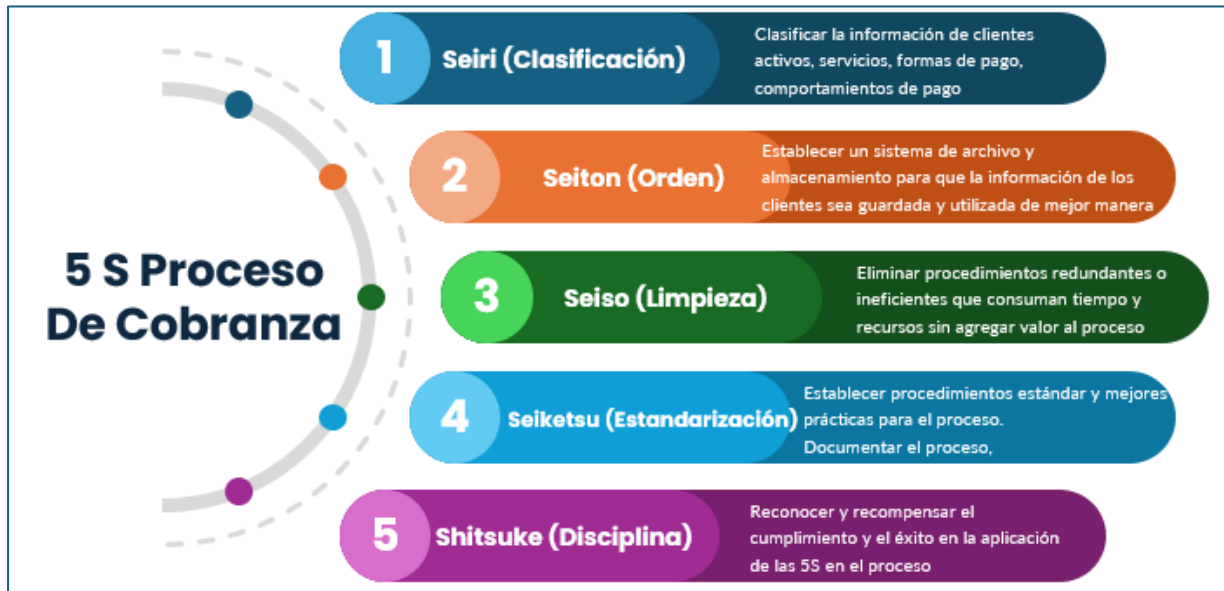 5 S Proceso
De Cobranza
1
Seiri (Clasificación)
Clasificar la información de clientes
activos, servicios, formas de pago,
comportamientos de pago
2
Seiton (Orden)
Establecer un sistema de archivo y
almacenamiento para que la información de los
clientes sea guardada y utilizada de mejor manera
3
Seiso (Limpieza)
Eliminar procedimientos redundantes o
ineficientes que consuman tiempo y
recursos sin agregar valor al proceso
4
Seiketsu (Estandarización)
Establecer procedimientos estándar y mejores
prácticas para el proceso.
Documentar el proceso,
5
Shitsuke (Disciplina)
Reconocer y recompensar el
cumplimiento y el éxito en la aplicación
de las 5S en el proceso